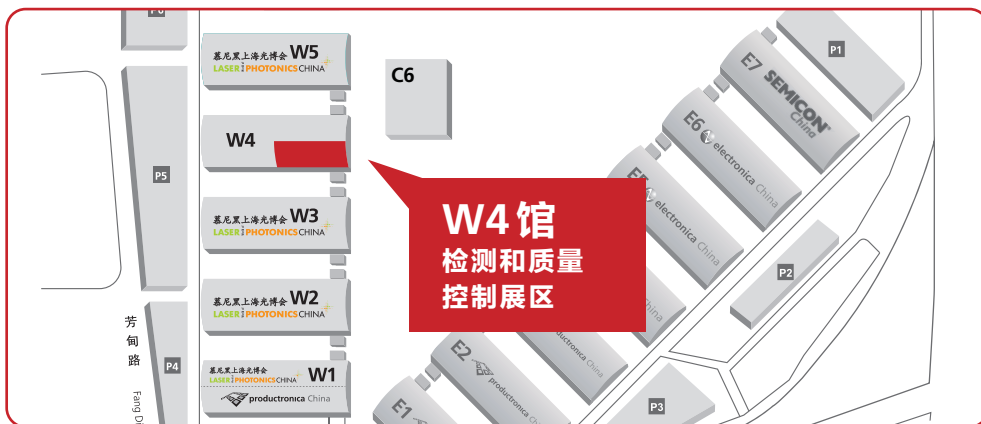 慕尼黑上海光博会 W5
LASER PHOTONICS CHINA
C6
P1
E7 SEMICON China
W4
E6 electronica China
P5
E5 electronica China
W4馆
检测和质量
控制展区
慕尼黑上海光博会 W3
LASER PHOTONICS CHINA
P2
慕尼黑上海光博会 W2
LASER PHOTONICS CHINA
芳甸路
productronica China
E2 productronica China
慕尼黑上海光博会
LASER PHOTONICS CHINA W1
productronica China
P4
Fang Di
P3
E1